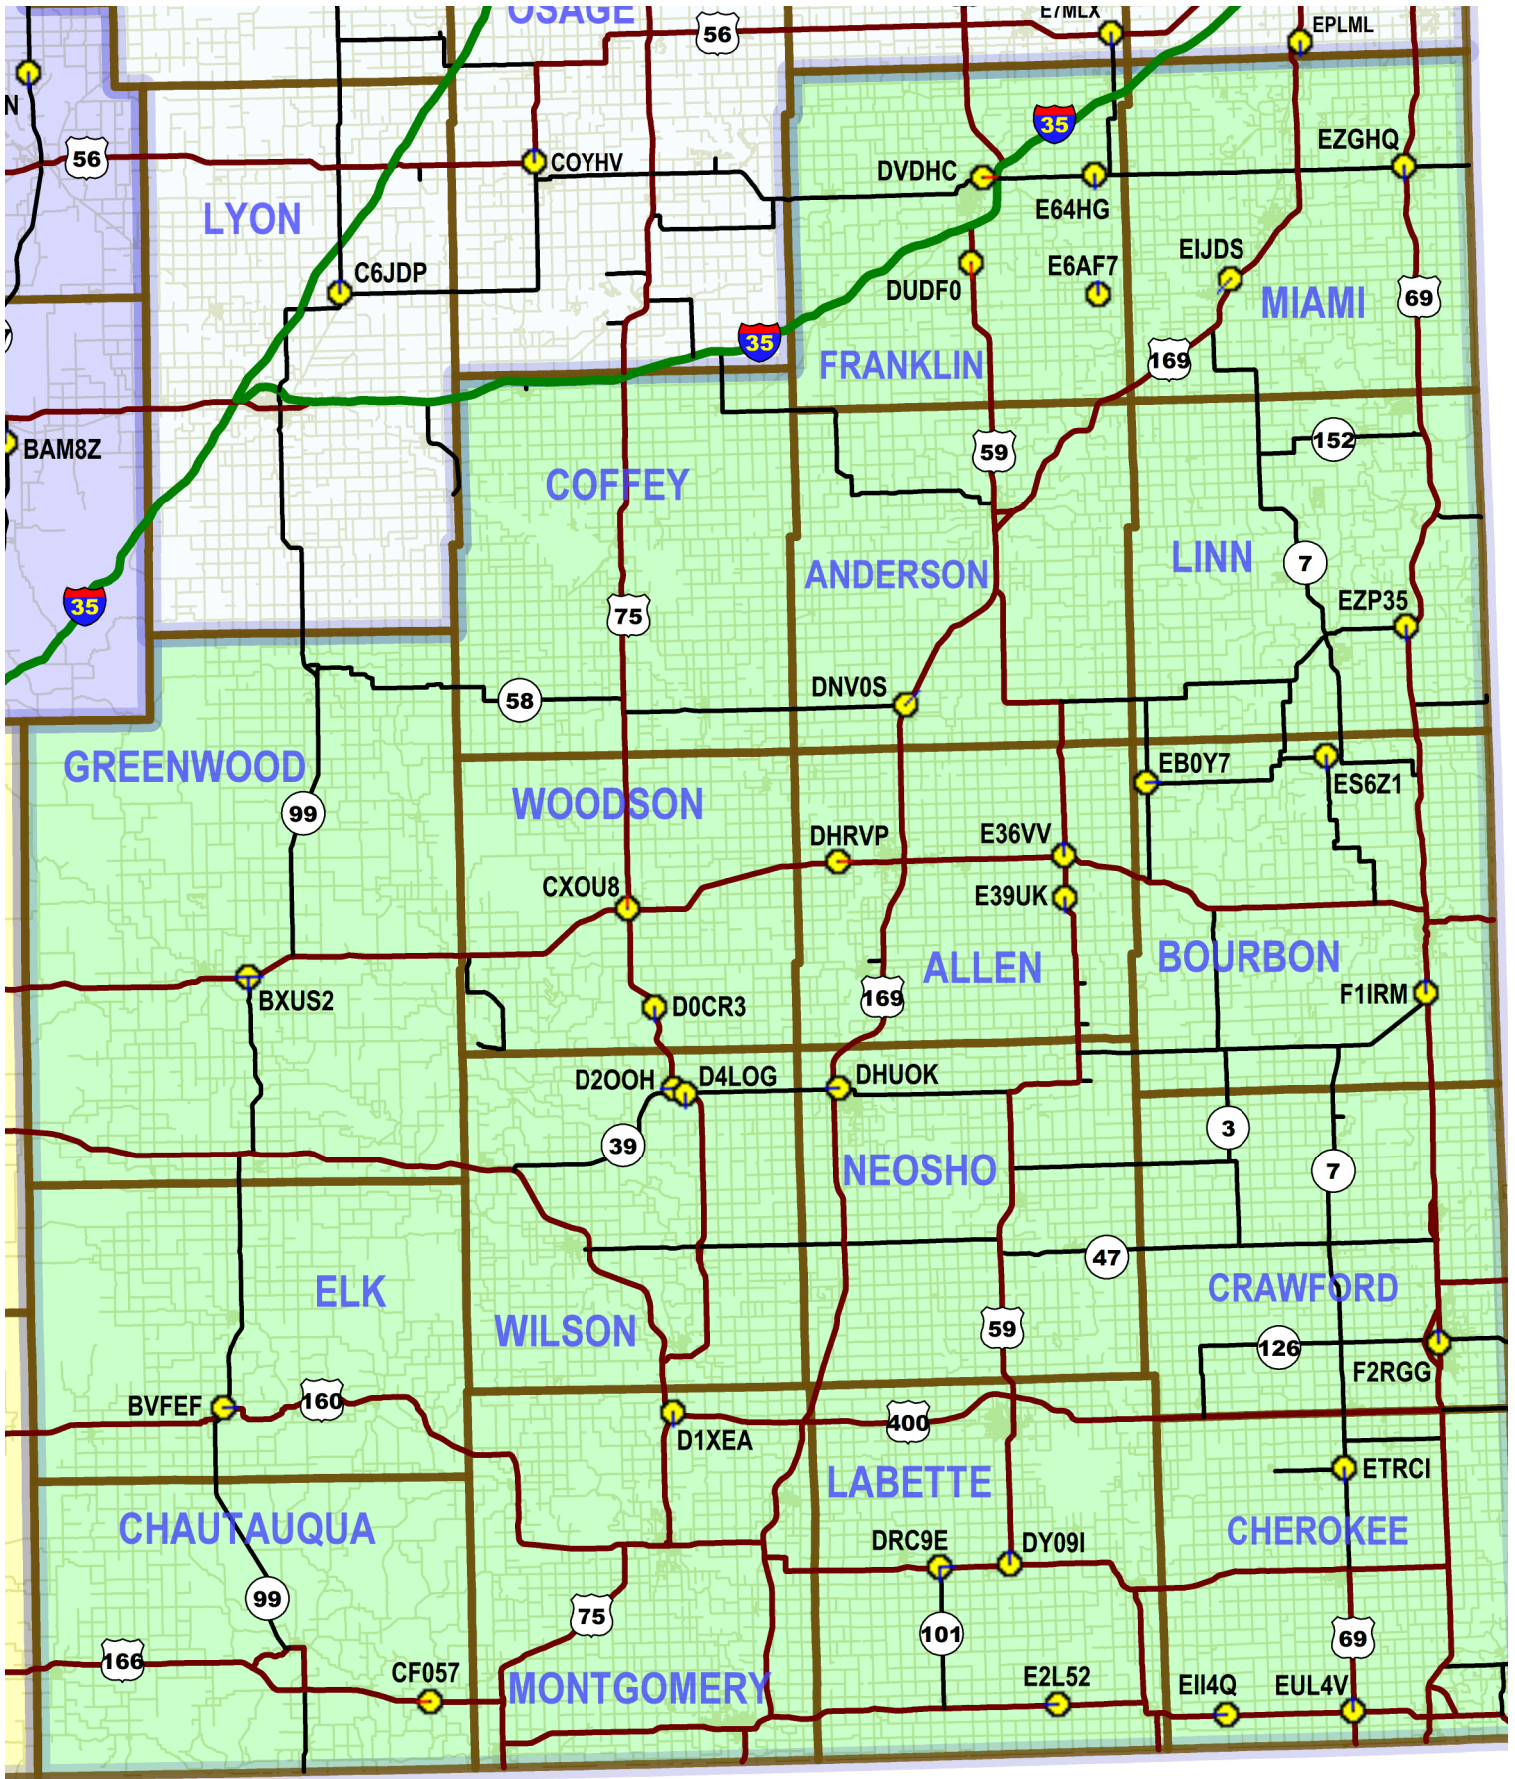 OSAGE
56
E7MLX
EPLML
N
56
35
COYHV
DVDHC
EZGHQ
LYON
E64HG
C6JDP
DUDF0
E6AF7
EIJDS
MIAMI
69
35
FRANKLIN
169
BAM8Z
59
152
COFFEY
ANDERSON
LINN
7
35
75
EZP35
58
DNV0S
GREENWOOD
EB0Y7
ES6Z1
WOODSON
99
DHRVP
E36VV
CXOU8
E39UK
ALLEN
BOURBON
BXUS2
D0CR3
169
F1IRM
D2OOH
D4LOG
DHUOK
39
3
NEOSHO
7
47
ELK
CRAWFORD
WILSON
59
126
F2RGG
BVFEF
160
400
D1XEA
LABETTE
ETRCI
CHAUTAUQUA
CHEROKEE
DRC9E
DY09I
99
75
101
69
166
CF057
MONTGOMERY
E2L52
EII4Q
EUL4V